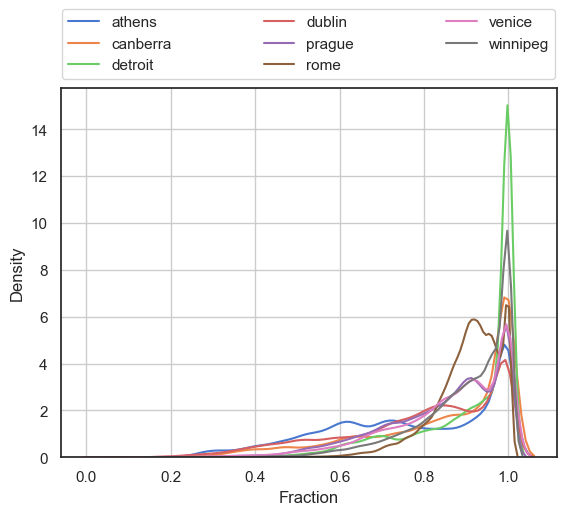 athens dublin venice
canberra prague winnipeg
detroit rome
14
12
10
8
6
4
2
0
Density
0.0 0.2 0.4 0.6 0.8 1.0
Fraction